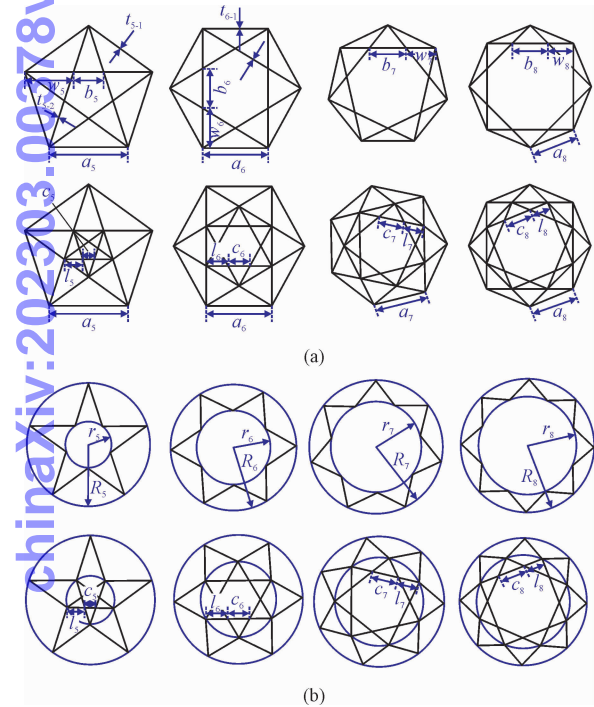 t5-1
t6-1
w5
b5
b6
b7
w7
b8
w8
t5-2
w6
a5
a6
a8
c5
l5
l6
c6
c7
l7
c8
l8
a5
a6
a7
a8
(a)
r5
R5
r6
R6
r7
R7
r8
R8
c5
l5
l6
c6
c7
l7
c8
l8
(b)
chinaXiv:202303.00378v